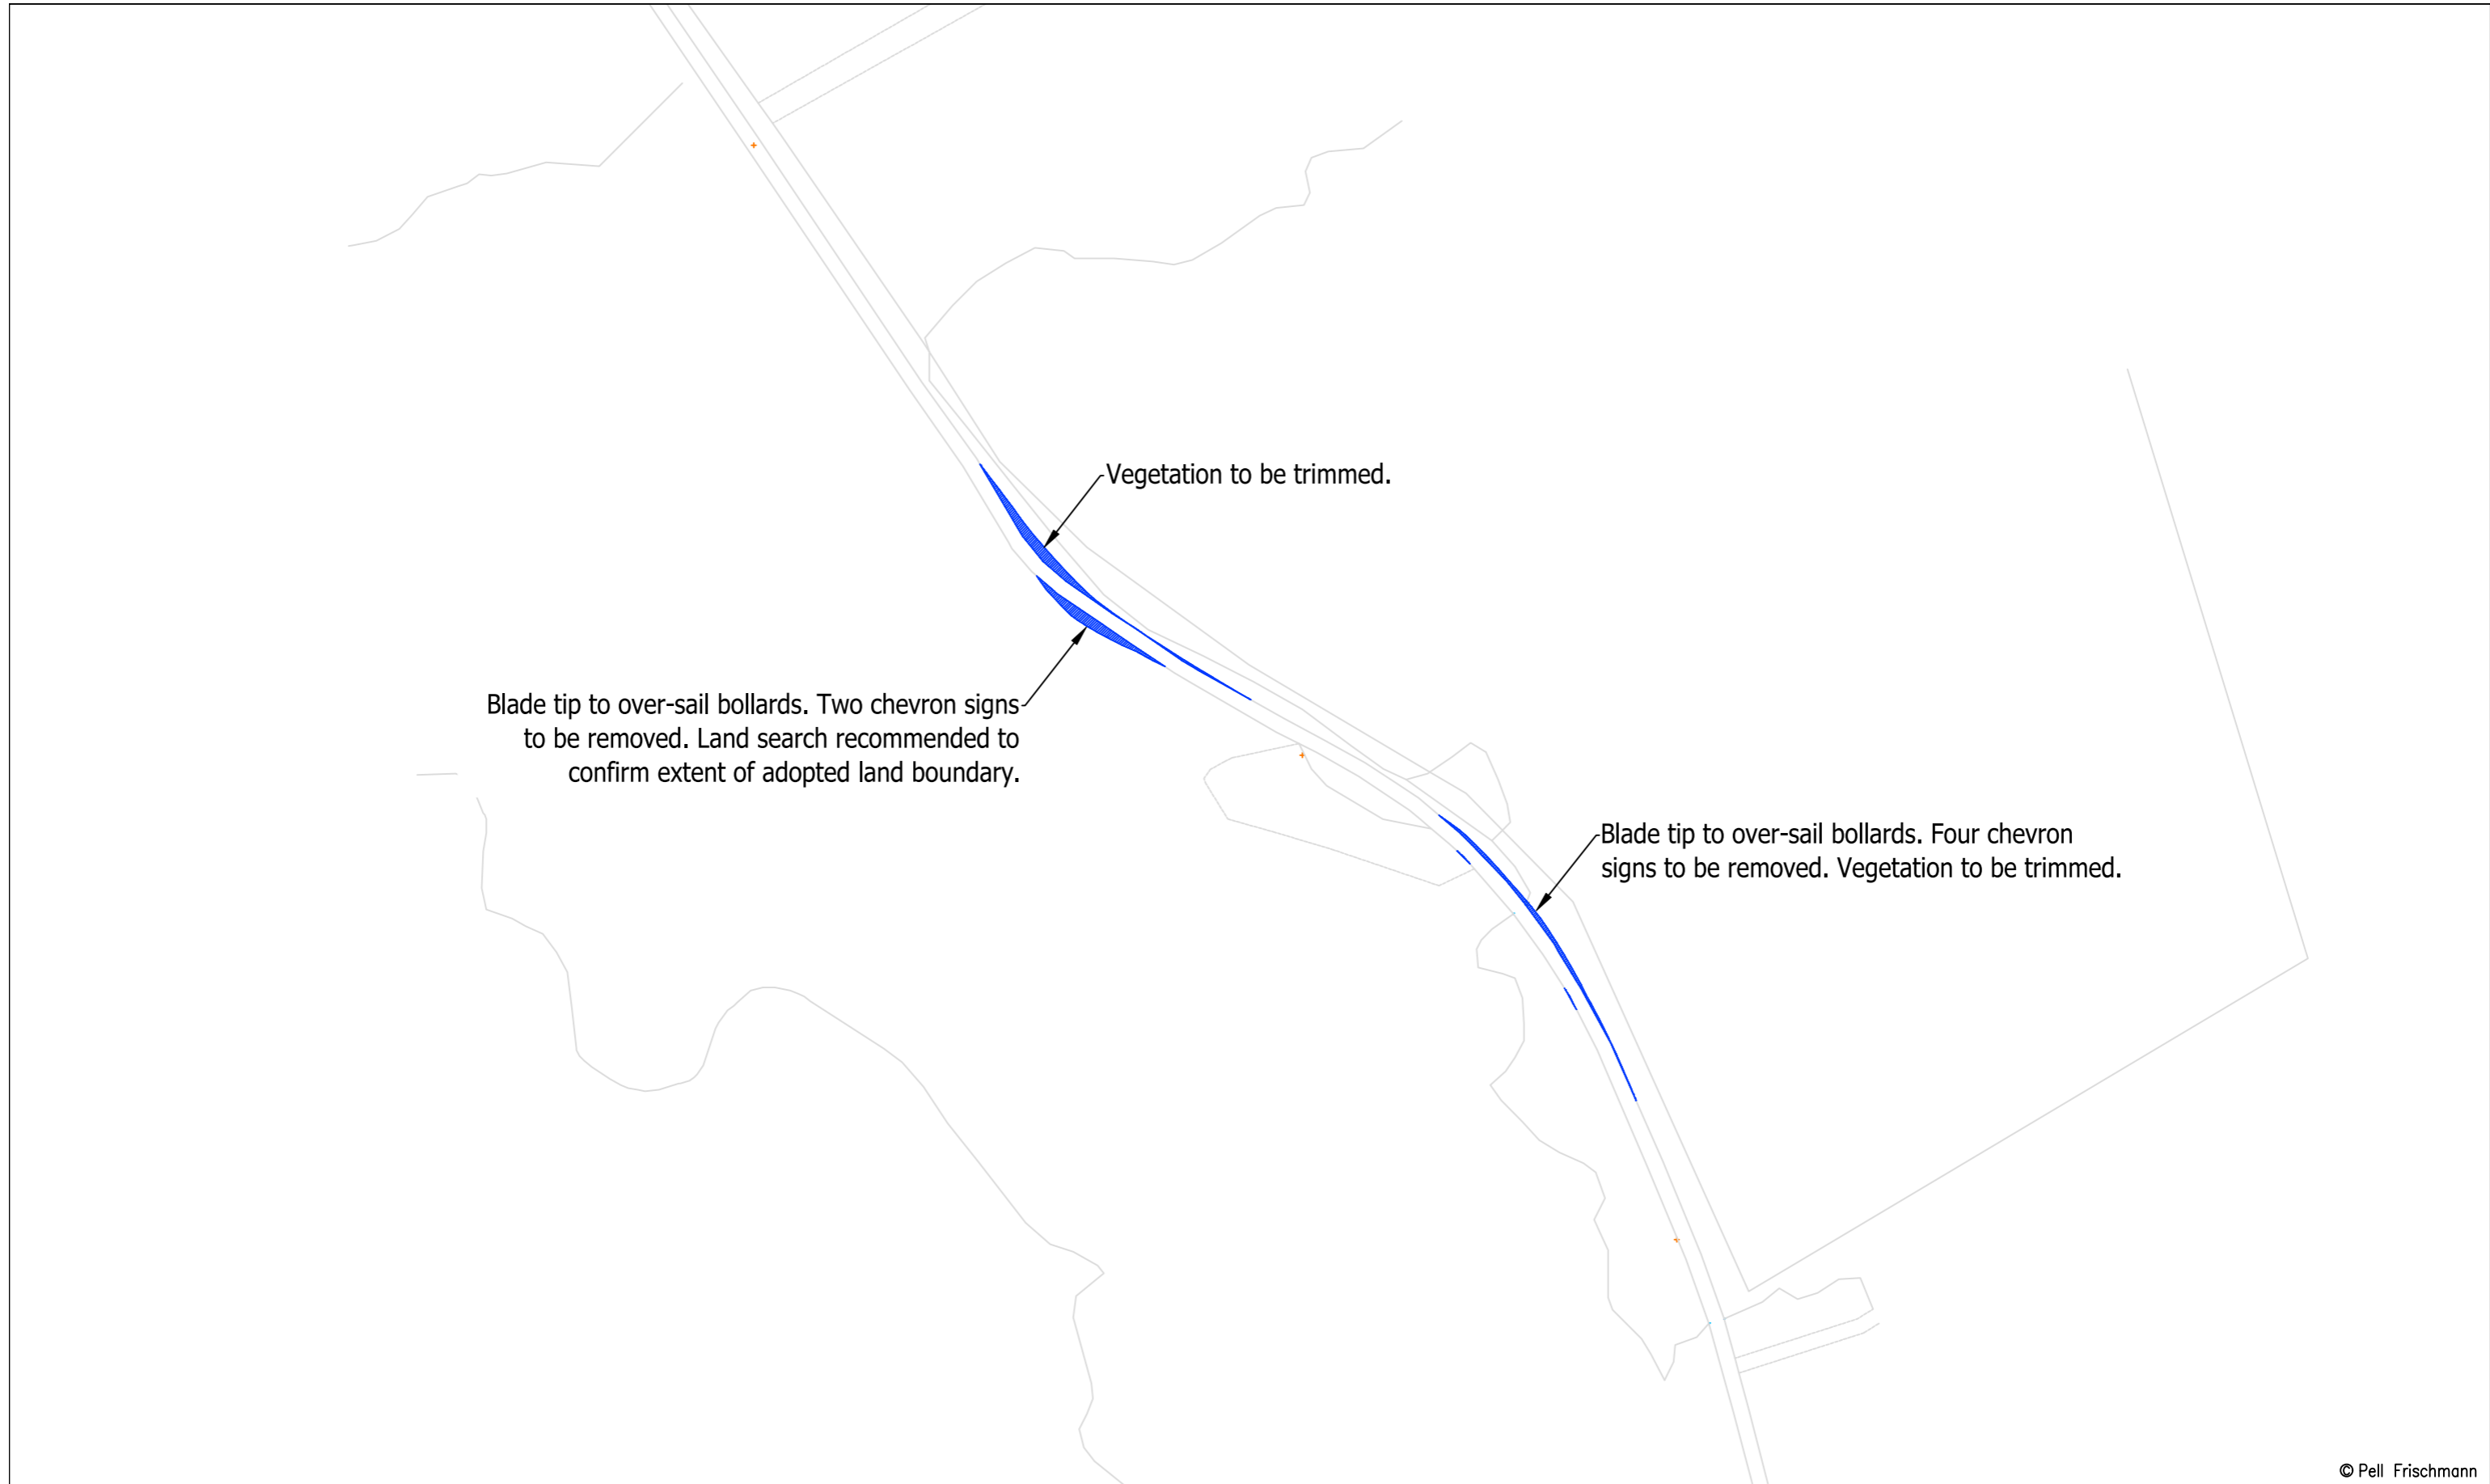 Vegetation to be trimmed.
Blade tip to over-sail bollards. Two chevron signs
to be removed. Land search recommended to
confirm extent of adopted land boundary.
Blade tip to over-sail bollards. Four chevron
signs to be removed. Vegetation to be trimmed.
© Pell Frischmann